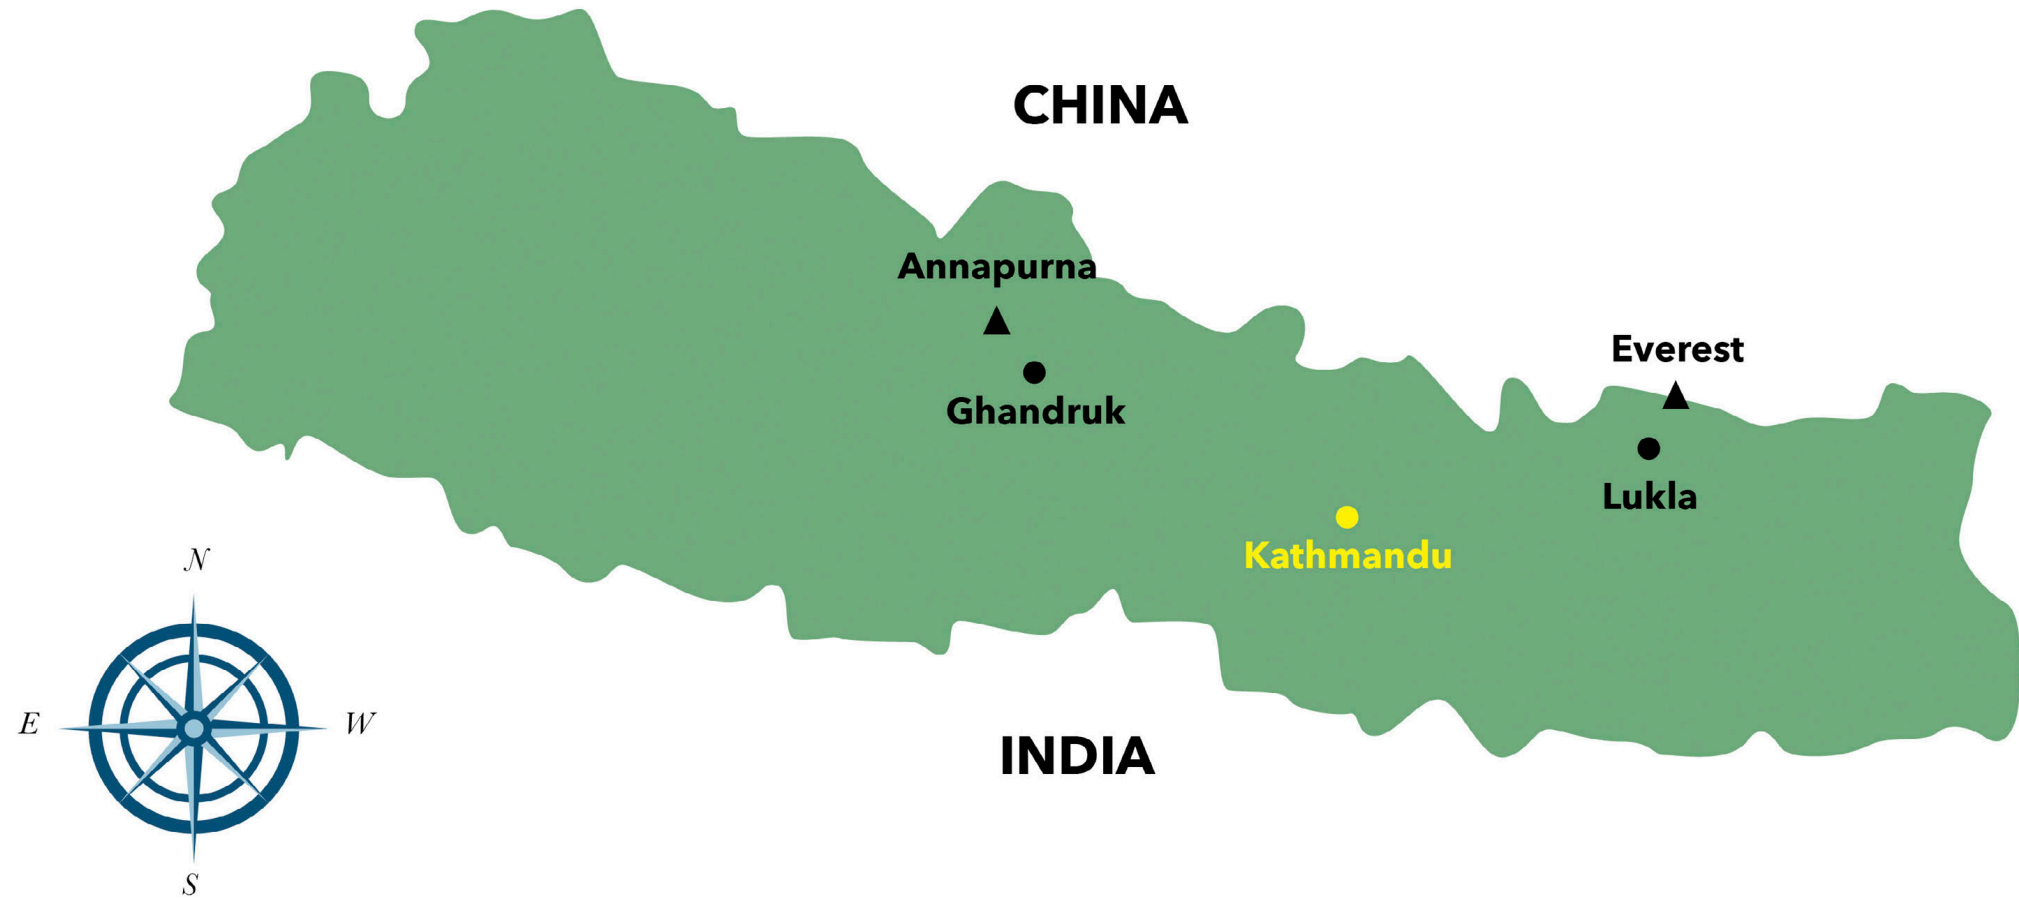 CHINA
Annapurna
Ghandruk
Everest
Lukla
Kathmandu
INDIA
N
E
W
S